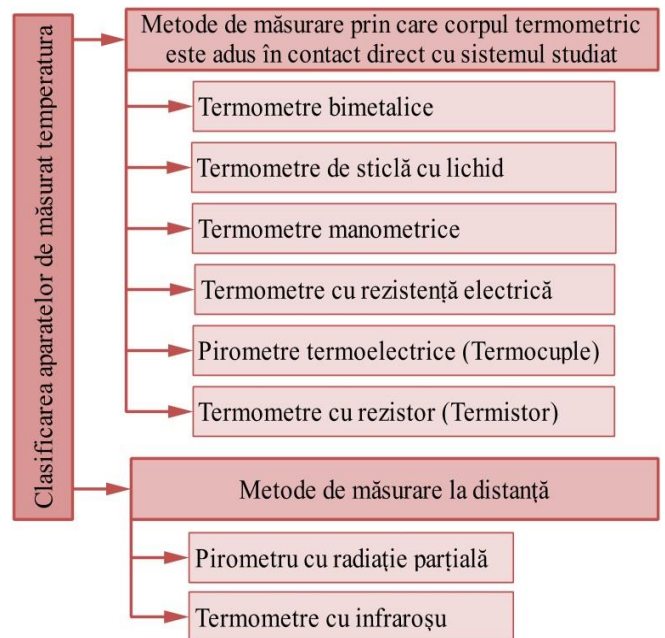 Clasificarea aparatelor de măsurat temperatura
Metode de măsurare prin care corpul termometric
este adus în contact direct cu sistemul studiat
Termometre bimetalice
Termometre de sticlă cu lichid
Termometre manometrice
Termometre cu rezistență electrică
Pirometre termoelectrice (Termocuple)
Termometre cu rezistor (Termistor)
Metode de măsurare la distanță
Pirometru cu radiație parțială
Termometre cu infraroșu